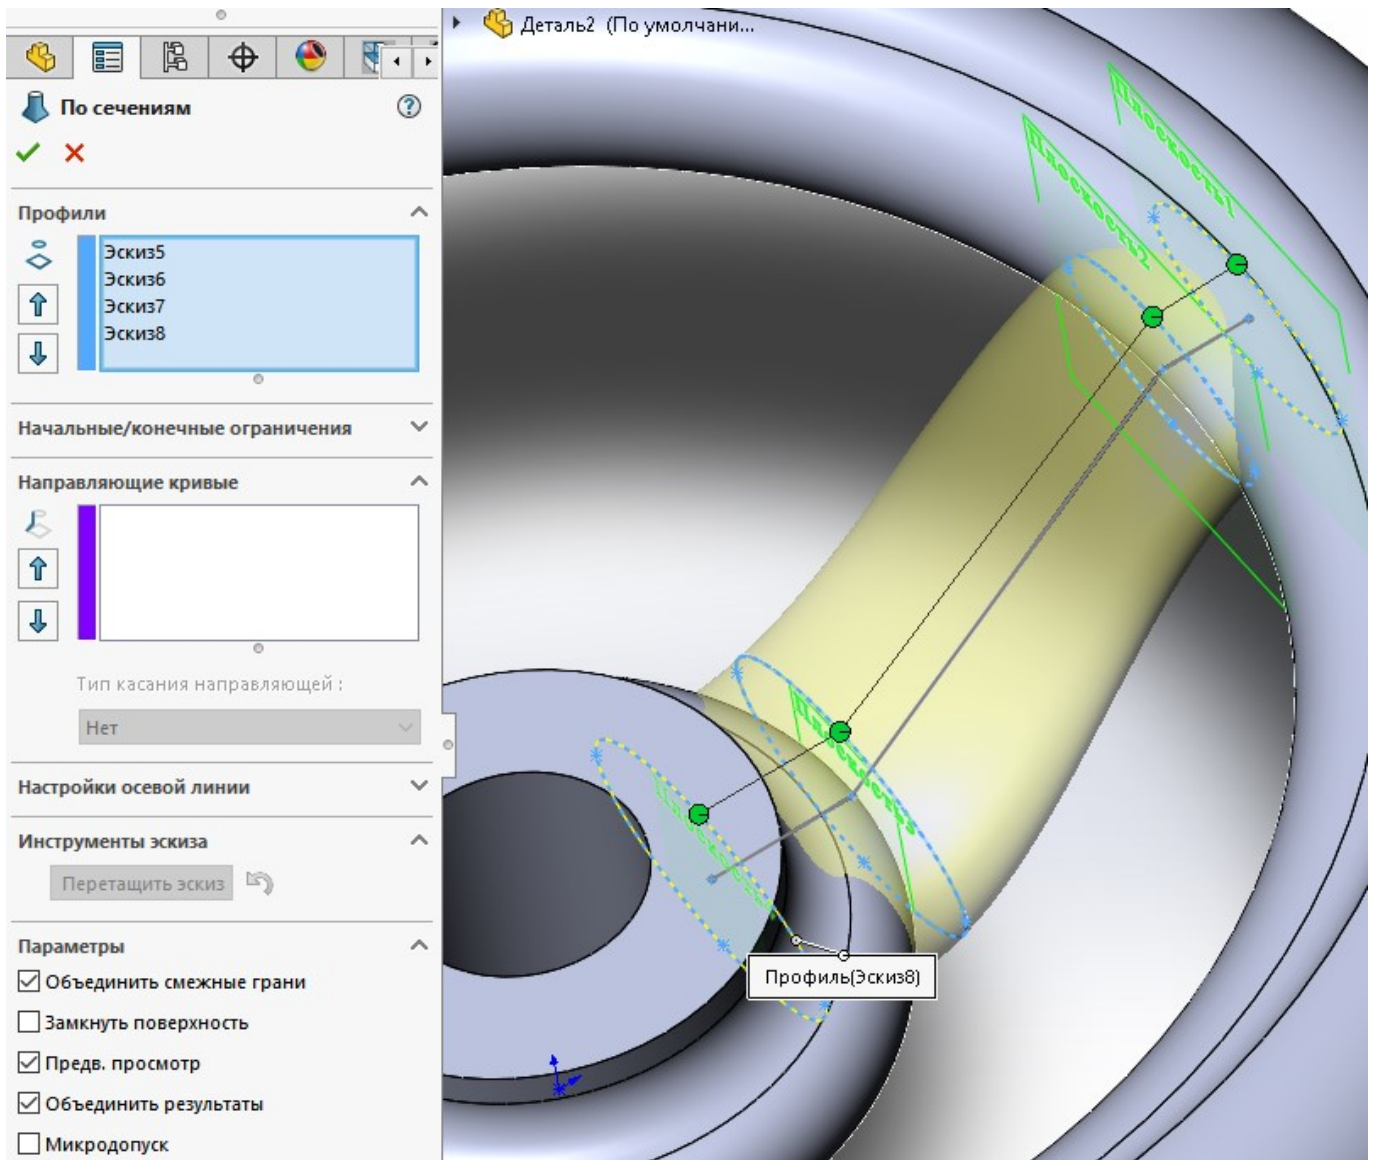 Деталь2 (По умолчани...
По сечениям
Профили
Эскиз5
Эскиз6
Эскиз7
Эскиз8
Начальные/конечные ограничения
Направляющие кривые
Тип касания направляющей :
Нет
Настройки осевой линии
Инструменты эскиза
Перетащить эскиз
Параметры
Объединить смежные грани
Замкнуть поверхность
Предв. просмотр
Объединить результаты
Микродопуск
Плоскость1
Плоскость2
Плоскость3
Профиль(Эскиз8)